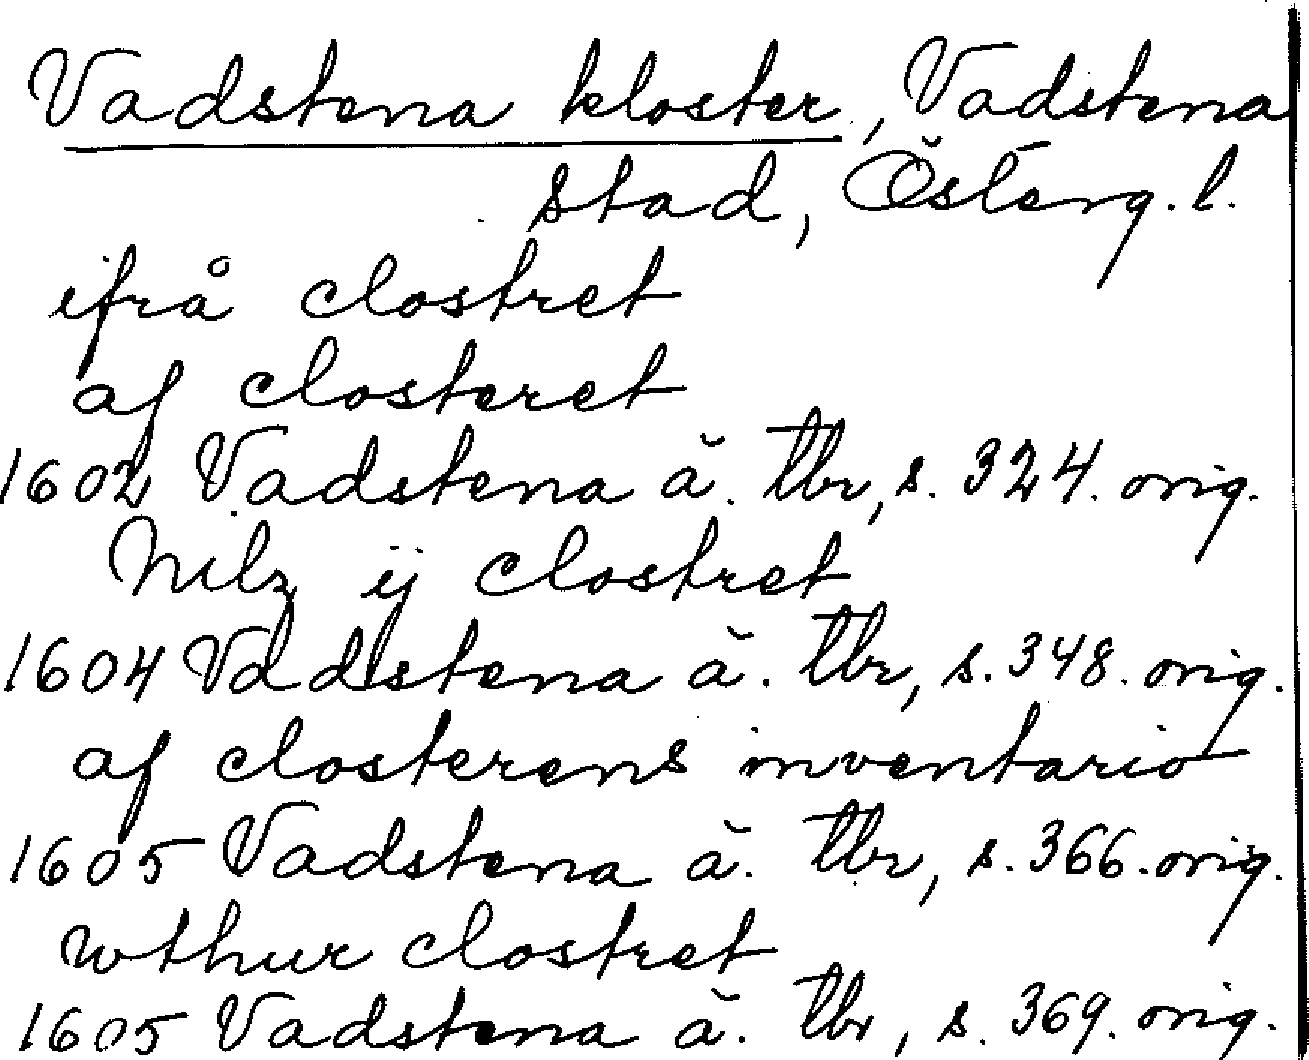 Vadstena kloster, Vadstena
stad, Österg. l.
ifrå clostret
af closteret
1602 Vadstena ä. tbr, s. 324. orig.
Nilz ij clostret
1604 Vadstena ä. tbr, s. 348. orig.
af closterens inventario
1605 Vadstena ä. tbr, s. 366. orig.
wthur clostret
1605 Vadstena ä. tbr, s. 369. orig.